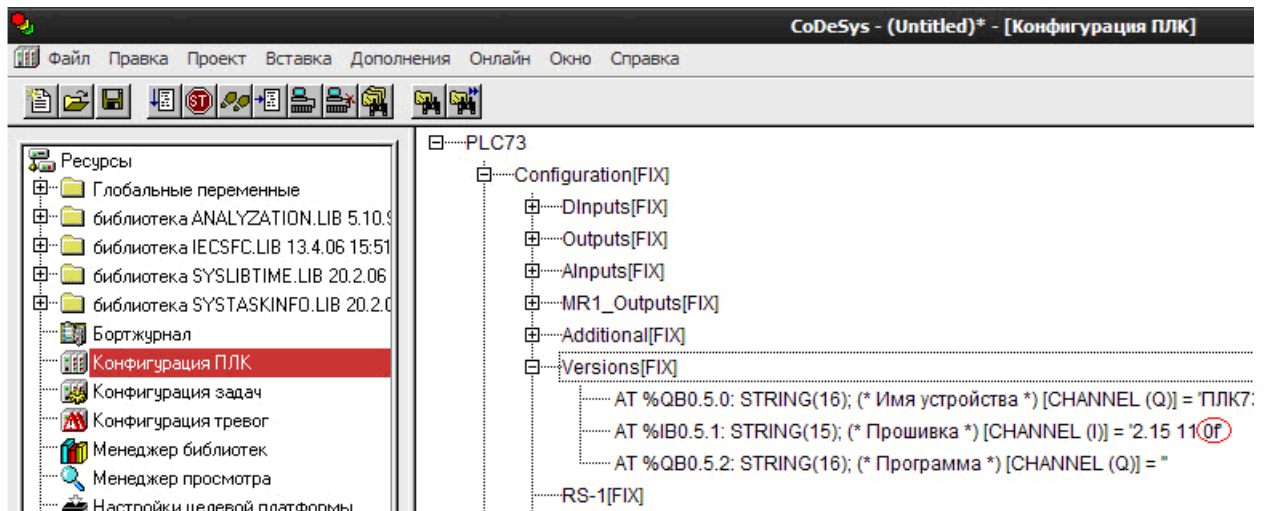 CoDeSys - (Untitled)* - [Конфигурация ПЛК]
Файл Правка Проект Вставка Дополнения Онлайн Окно Справка
Ресурсы
Глобальные переменные
библиотека ANALYZATION.LIB 5.10.9
библиотека IECSFC.LIB 13.4.06 15:51
библиотека SYSLIBTIME.LIB 20.2.06
библиотека SYSTASKINFO.LIB 20.2.0
Бортжурнал
Конфигурация ПЛК
Конфигурация задач
Конфигурация тревог
Менеджер библиотек
Менеджер просмотра
Настройки целевой платформы
PLC73
Configuration[FIX]
DInputs[FIX]
Outputs[FIX]
AInputs[FIX]
MR1_Outputs[FIX]
Additional[FIX]
Versions[FIX]
AT %QB0.5.0: STRING(16); (* Имя устройства *) [CHANNEL (Q)] = 'ПЛК73
AT %IB0.5.1: STRING(15); (* Прошивка *) [CHANNEL (I)] = '2.15 11 0f'
AT %QB0.5.2: STRING(16); (* Программа *) [CHANNEL (Q)] = ''
RS-1[FIX]